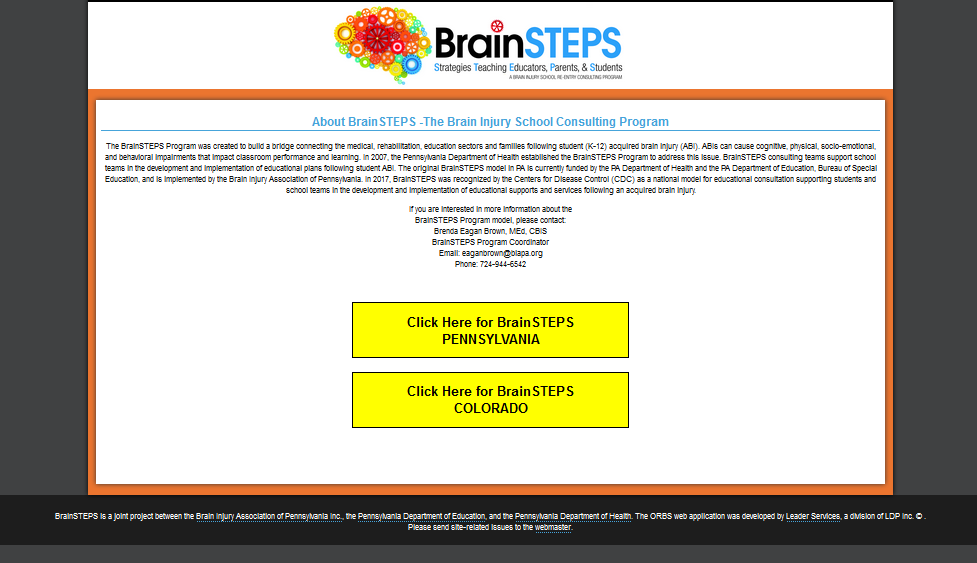 BrainSTEPS
Strategies Teaching Educators, Parents, & Students
A BRAIN INJURY SCHOOL RE-ENTRY CONSULTING PROGRAM
About BrainSTEPS -The Brain Injury School Consulting Program
The BrainSTEPS Program was created to build a bridge connecting the medical, rehabilitation, education sectors and families following student (K-12) acquired brain injury (ABI). ABIs can cause cognitive, physical, socio-emotional,
and behavioral impairments that impact classroom performance and learning. In 2007, the Pennsylvania Department of Health established the BrainSTEPS Program to address this issue. BrainSTEPS consulting teams support school
teams in the development and implementation of educational plans following student ABI. The original BrainSTEPS model in PA is currently funded by the PA Department of Health and the PA Department of Education, Bureau of Special
Education, and is implemented by the Brain Injury Association of Pennsylvania. In 2017, BrainSTEPS was recognized by the Centers for Disease Control (CDC) as a national model for educational consultation supporting students and
school teams in the development and implementation of educational supports and services following an acquired brain injury.
If you are interested in more information about the
BrainSTEPS Program model, please contact:
Brenda Eagan Brown, MEd, CBIS
BrainSTEPS Program Coordinator
Email: eaganbrown@biapa.org
Phone: 724-944-6542
Click Here for BrainSTEPS
PENNSYLVANIA
Click Here for BrainSTEPS
COLORADO
BrainSTEPS is a joint project between the Brain Injury Association of Pennsylvania Inc., the Pennsylvania Department of Education, and the Pennsylvania Department of Health. The ORBS web application was developed by Leader Services, a division of LDP Inc. © .
Please send site-related issues to the webmaster.